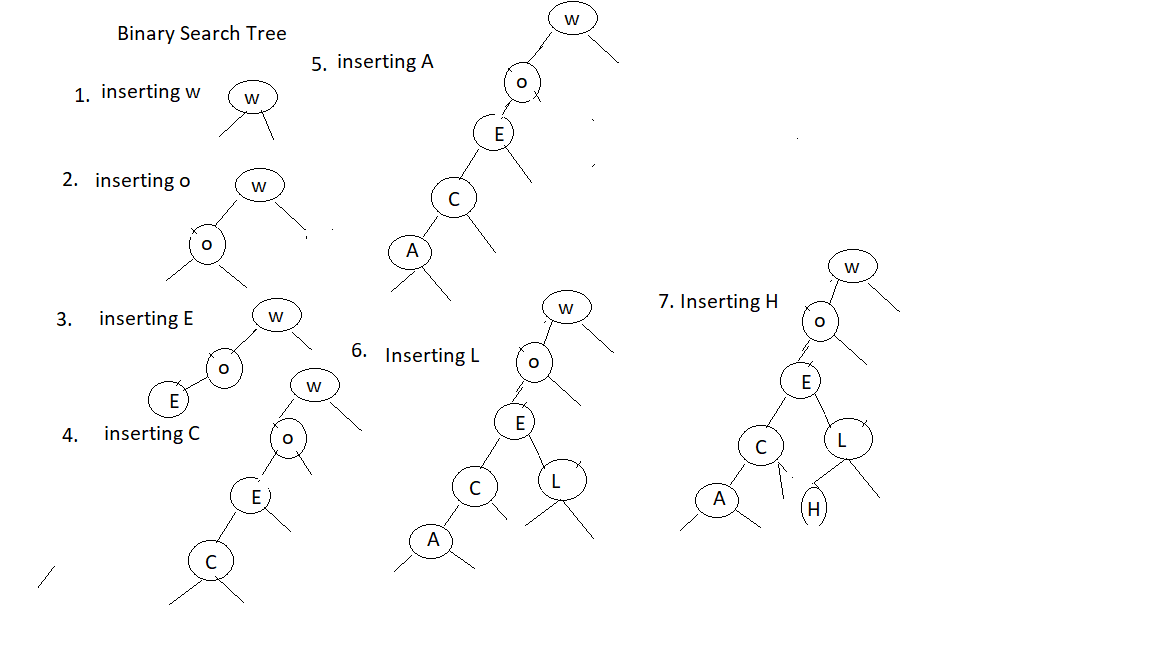 Binary Search Tree
1. inserting w
w
2. inserting o
w
o
3. inserting E
w
o
E
4. inserting C
w
o
E
C
5. inserting A
w
o
E
C
A
6. Inserting L
w
o
E
C
L
A
7. Inserting H
w
o
E
C
L
A
H